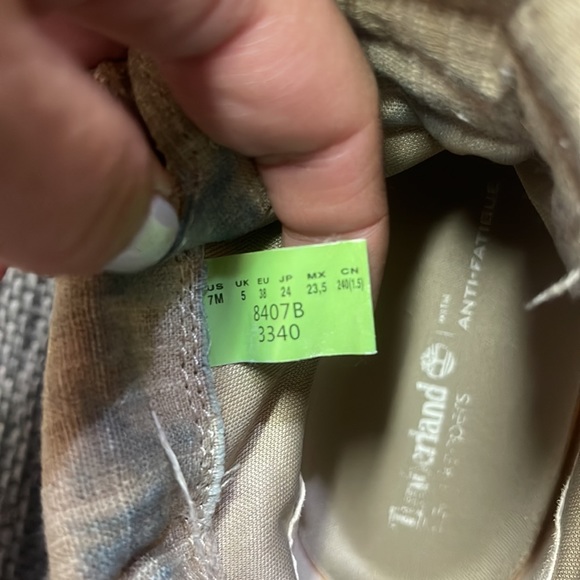 US UK EU JP MX CN
7M 5 38 24 23,5 240(1.5)
8407B
3340
Timberland
ANTI-FATIGUE